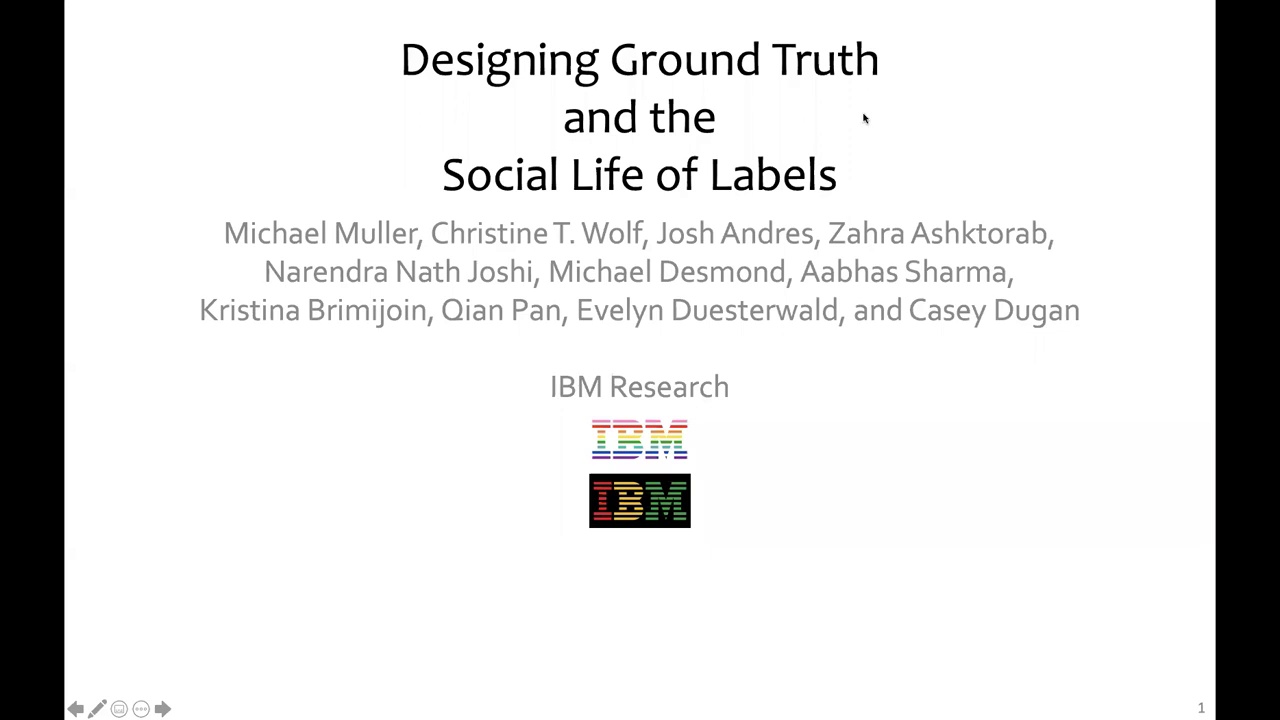 Designing Ground Truth
and the
Social Life of Labels
Michael Muller, Christine T. Wolf, Josh Andres, Zahra Ashktorab,
Narendra Nath Joshi, Michael Desmond, Aabhas Sharma,
Kristina Brimijoin, Qian Pan, Evelyn Duesterwald, and Casey Dugan
IBM Research
IBM
IBM
1